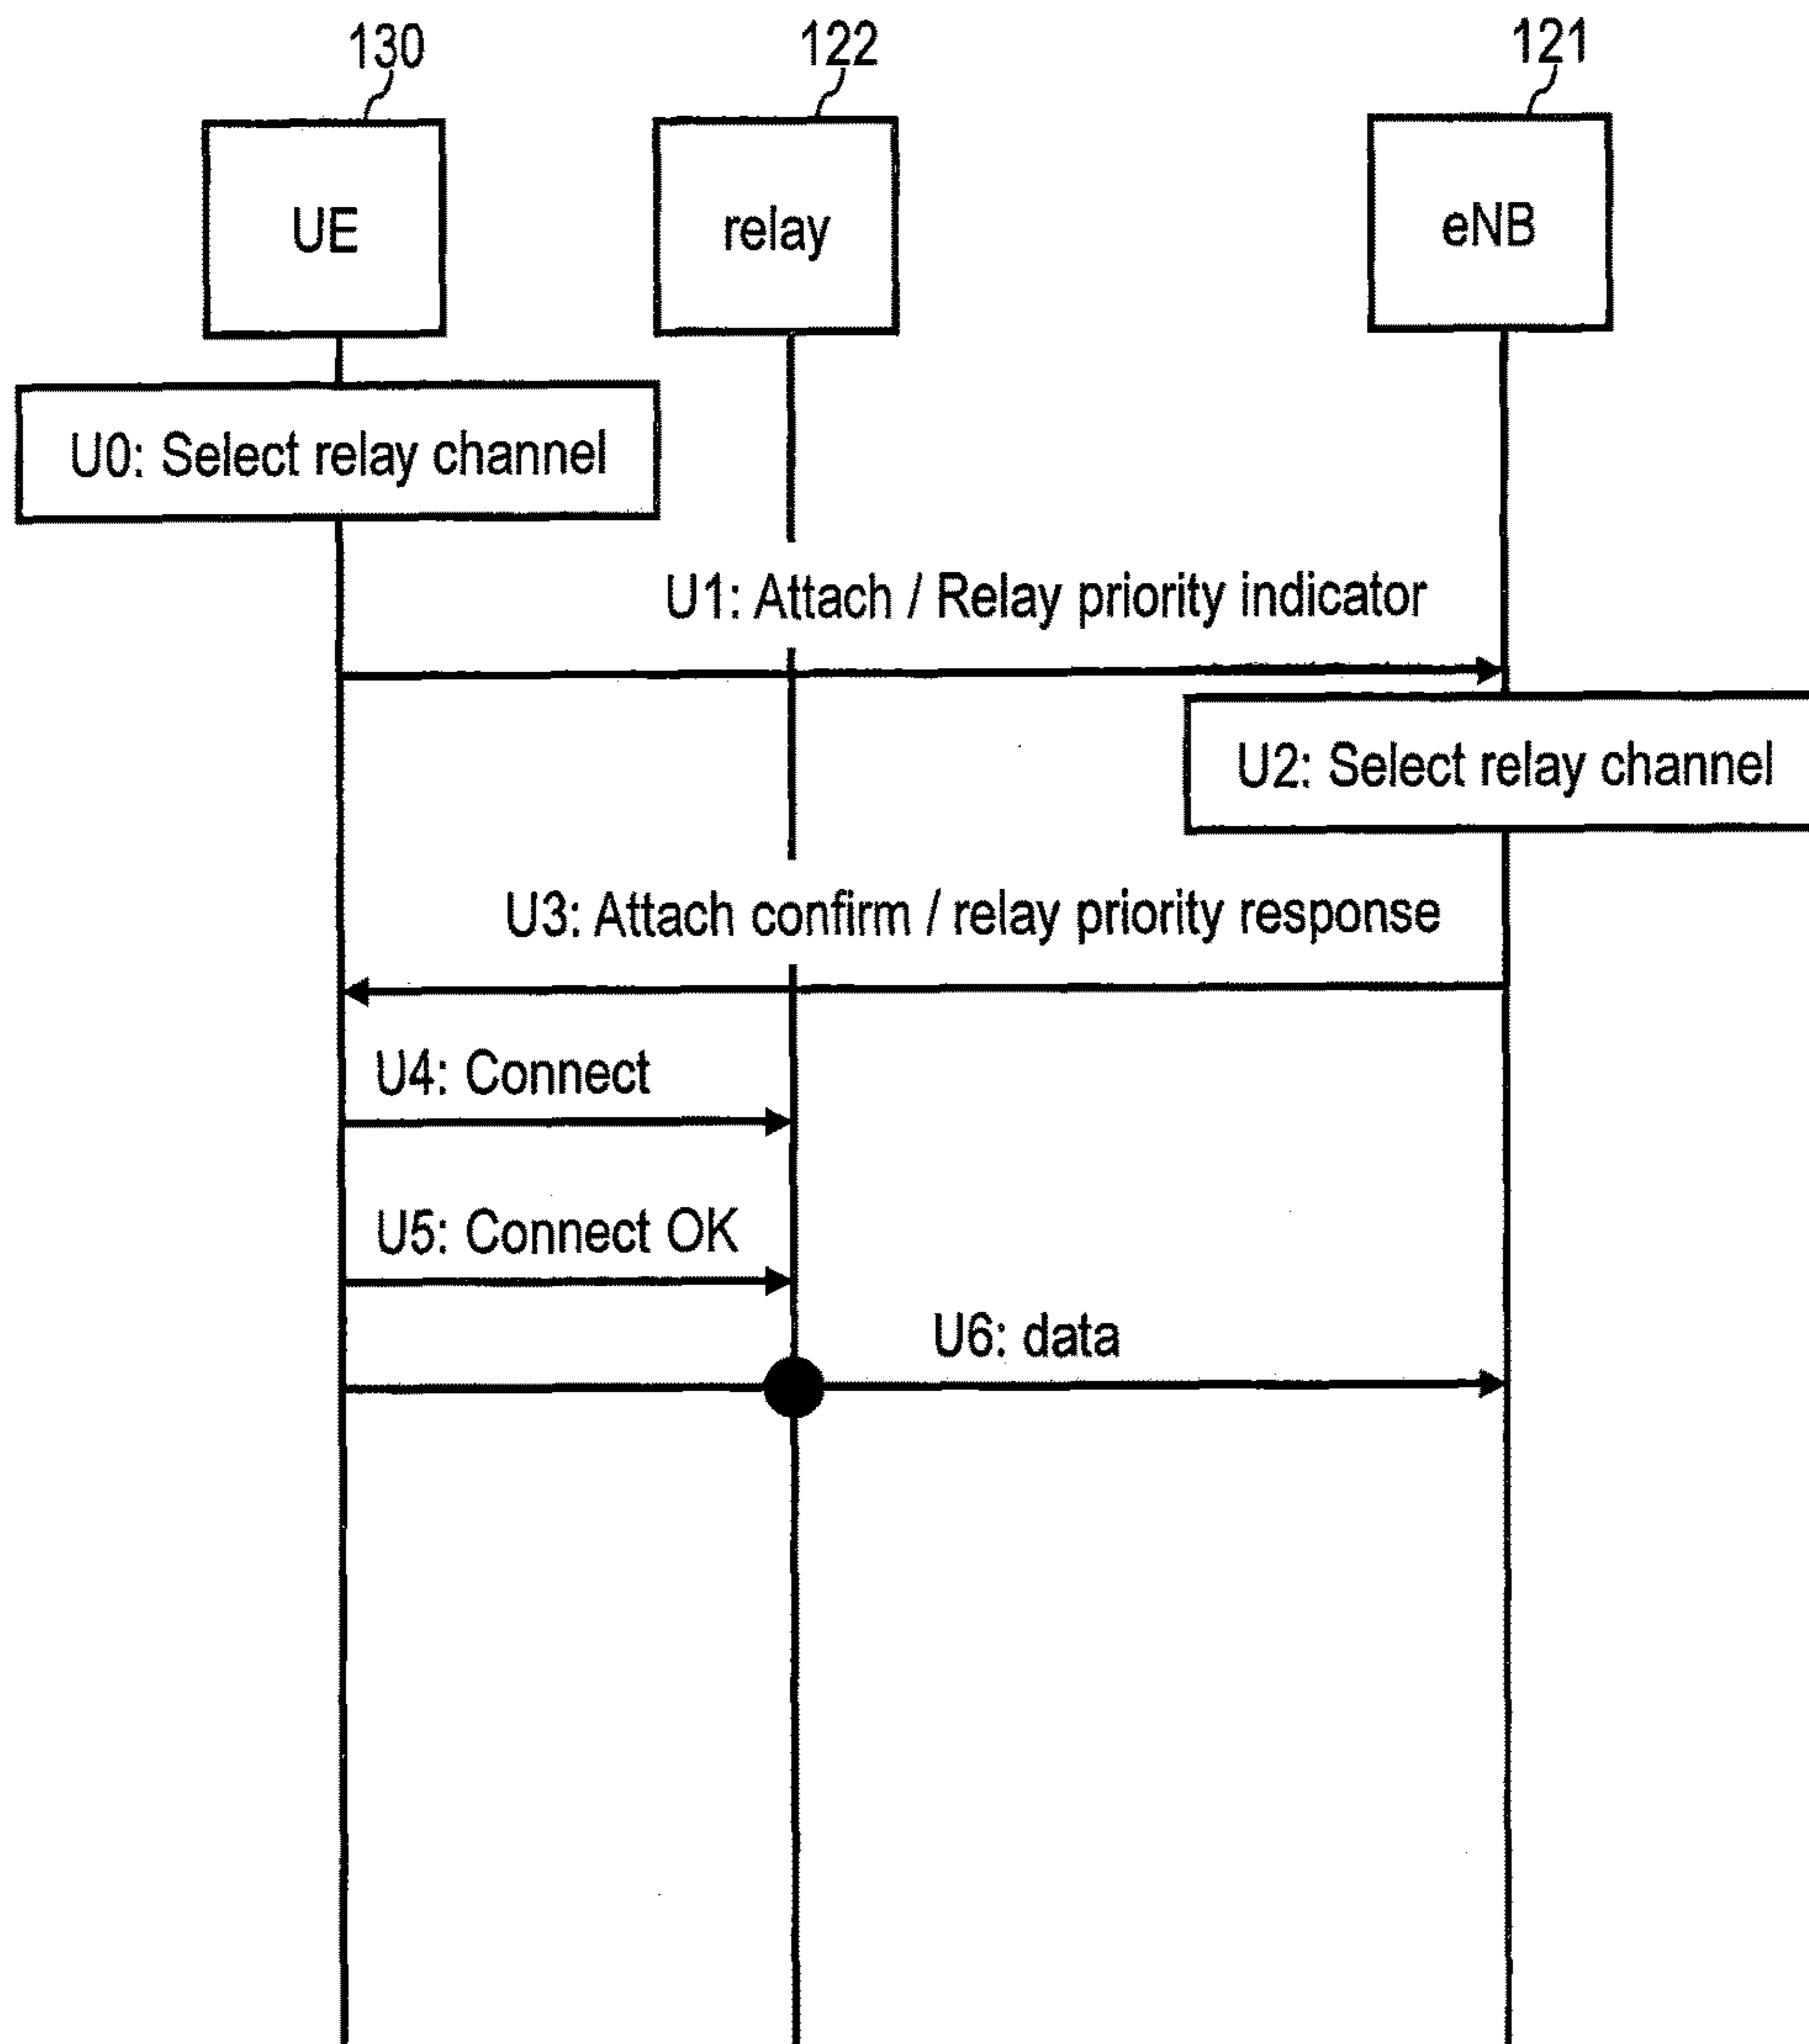 130
122
121
UE
relay
eNB
U0: Select relay channel
U1: Attach / Relay priority indicator
U2: Select relay channel
U3: Attach confirm / relay priority response
U4: Connect
U5: Connect OK
U6: data